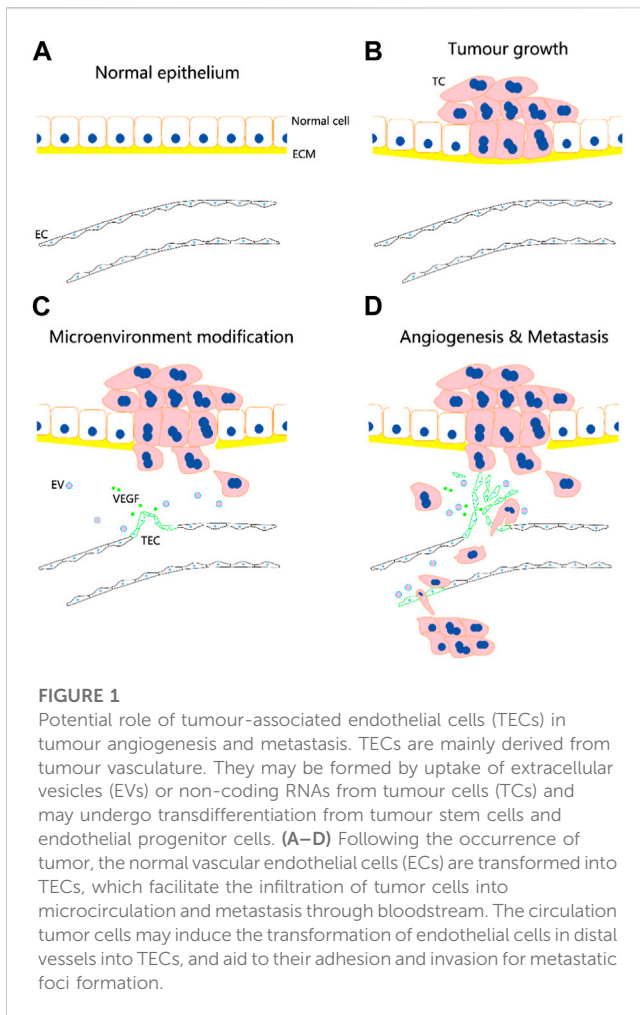 A
Normal epithelium
Normal cell
ECM
EC
B
Tumour growth
TC
C
Microenvironment modification
EV
VEGF
TEC
D
Angiogenesis & Metastasis
FIGURE 1
Potential role of tumour-associated endothelial cells (TECs) in
tumour angiogenesis and metastasis. TECs are mainly derived from
tumour vasculature. They may be formed by uptake of extracellular
vesicles (EVs) or non-coding RNAs from tumour cells (TCs) and
may undergo transdifferentiation from tumour stem cells and
endothelial progenitor cells. (A–D) Following the occurrence of
tumor, the normal vascular endothelial cells (ECs) are transformed into
TECs, which facilitate the infiltration of tumor cells into
microcirculation and metastasis through bloodstream. The circulation
tumor cells may induce the transformation of endothelial cells in distal
vessels into TECs, and aid to their adhesion and invasion for metastatic
foci formation.